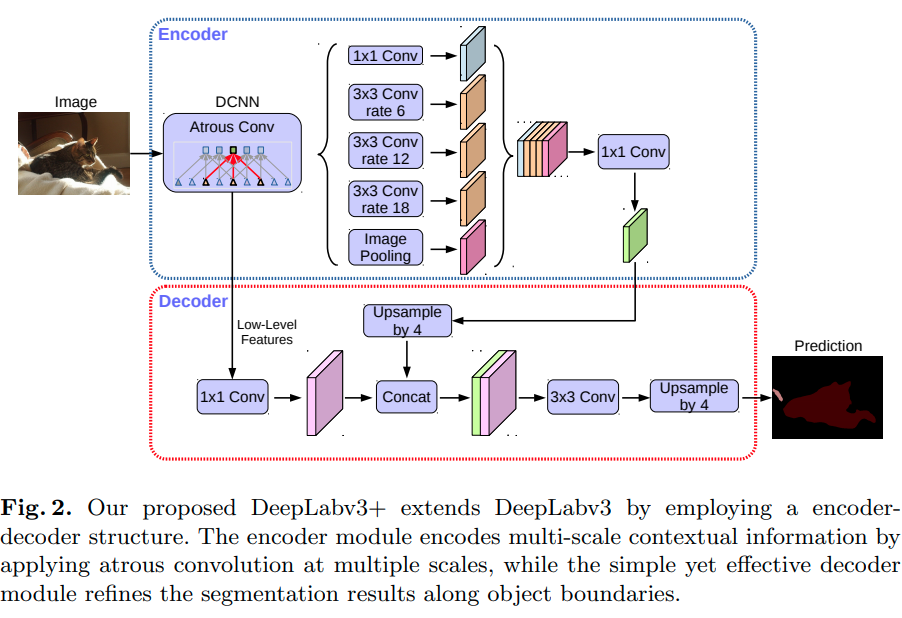 Encoder
Image
DCNN
Atrous Conv
1x1 Conv
3x3 Conv
rate 6
3x3 Conv
rate 12
3x3 Conv
rate 18
Image
Pooling
1x1 Conv
Decoder
Low-Level
Features
Upsample
by 4
1x1 Conv
Concat
3x3 Conv
Upsample
by 4
Prediction
Fig. 2. Our proposed DeepLabv3+ extends DeepLabv3 by employing a encoder-
decoder structure. The encoder module encodes multi-scale contextual information by
applying atrous convolution at multiple scales, while the simple yet effective decoder
module refines the segmentation results along object boundaries.